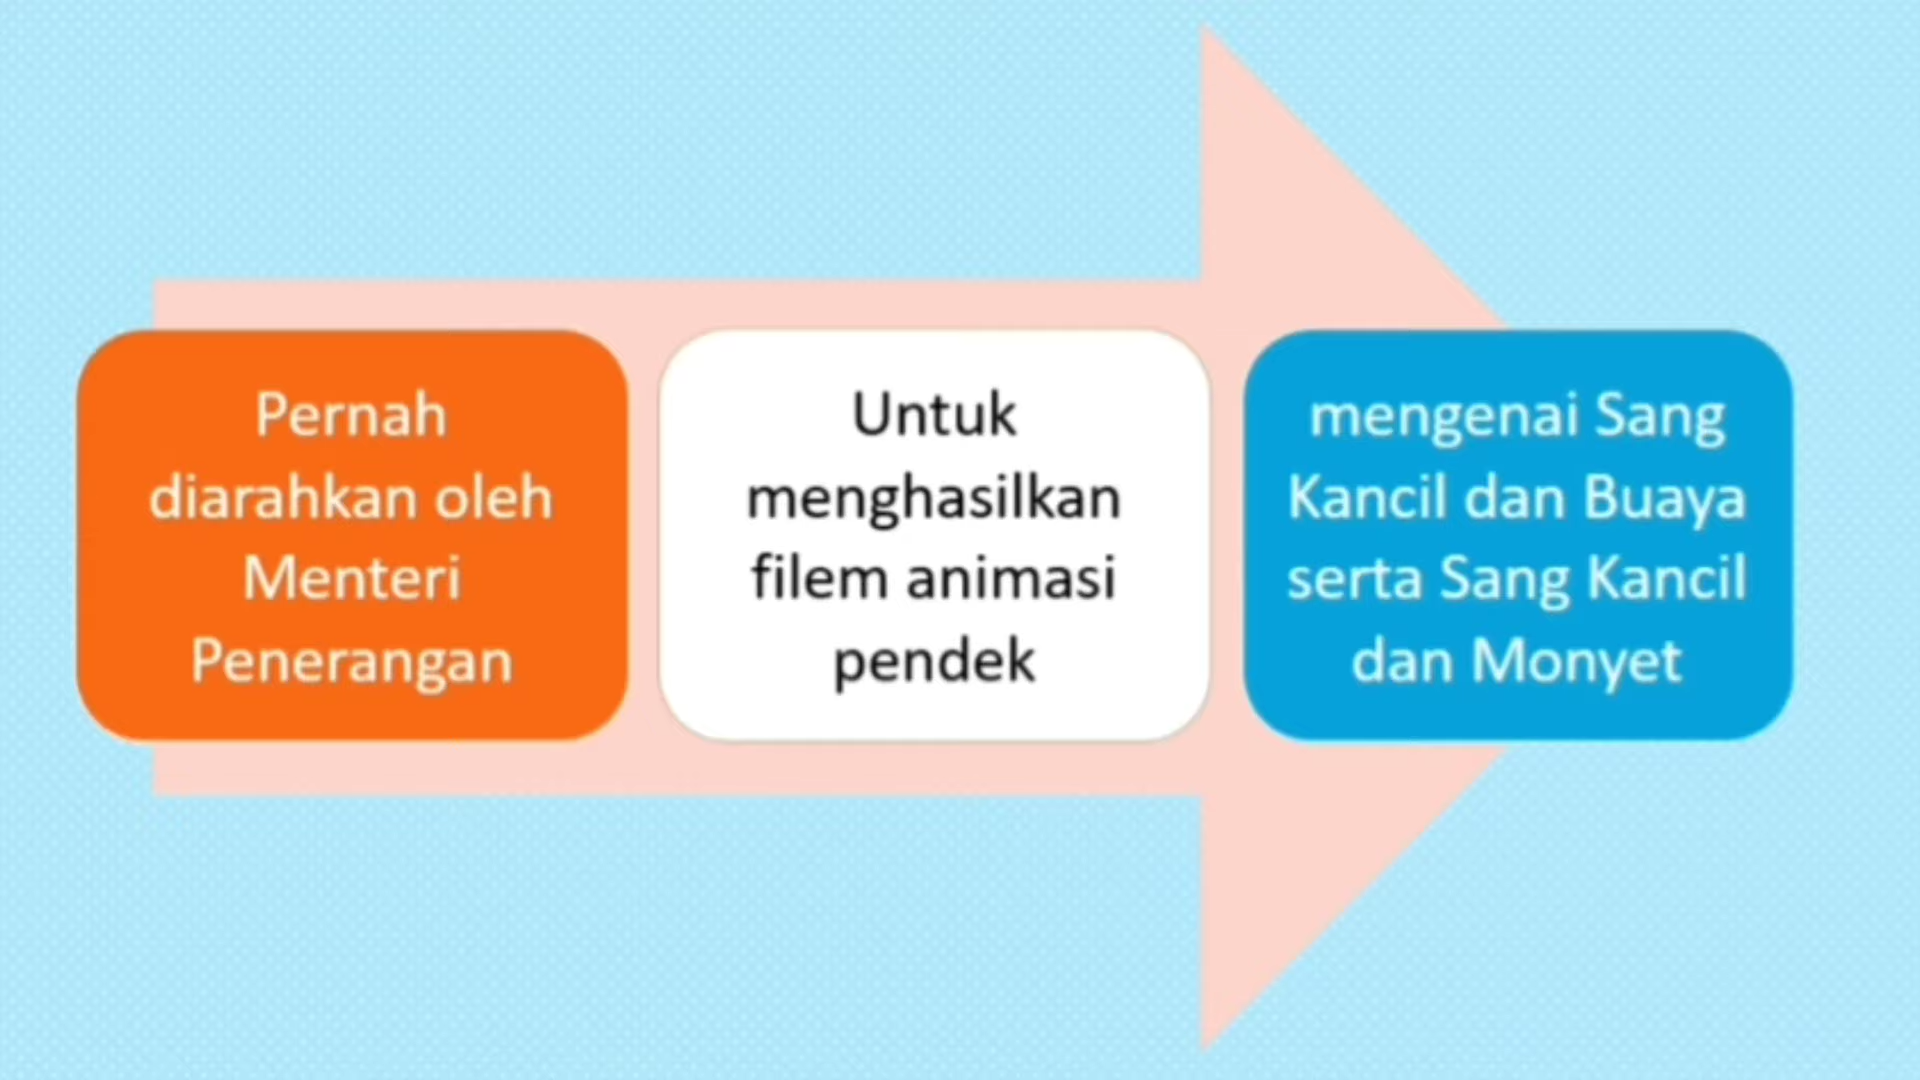 Pernah
diarahkan oleh
Menteri
Penerangan
Untuk
menghasilkan
filem animasi
pendek
mengenai Sang
Kancil dan Buaya
serta Sang Kancil
dan Monyet